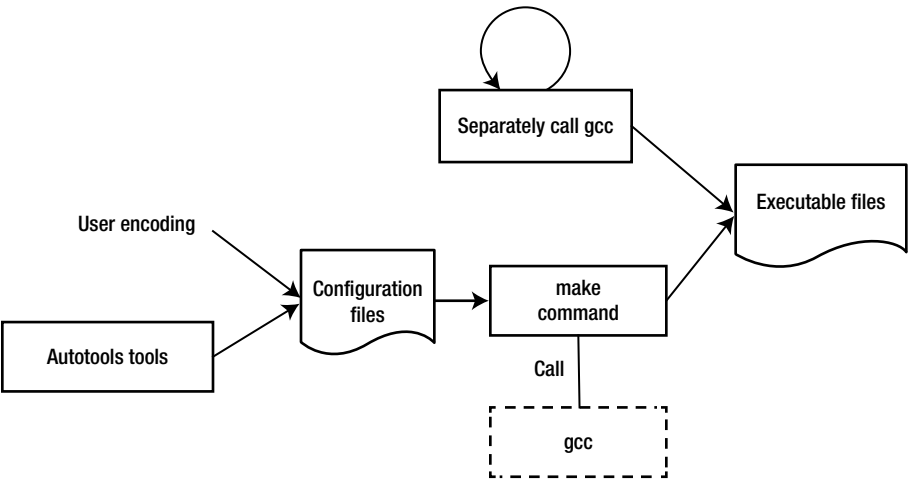 Separately call gcc
Executable files
User encoding
Configuration
files
make
command
Autotools tools
Call
gcc